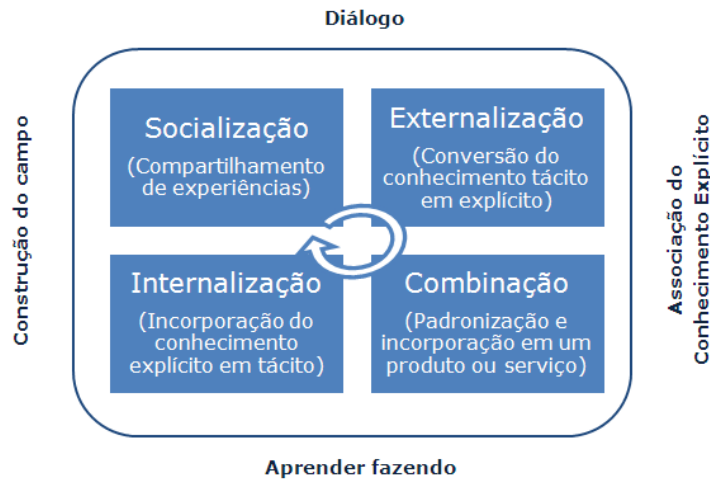 Diálogo
Construção do campo
Socialização
(Compartilhamento
de experiências)
Externalização
(Conversão do
conhecimento tácito
em explícito)
Associação do
Conhecimento Explícito
Internalização
(Incorporação do
conhecimento
explícito em tácito)
Combinação
(Padronização e
incorporação em um
produto ou serviço)
Aprender fazendo